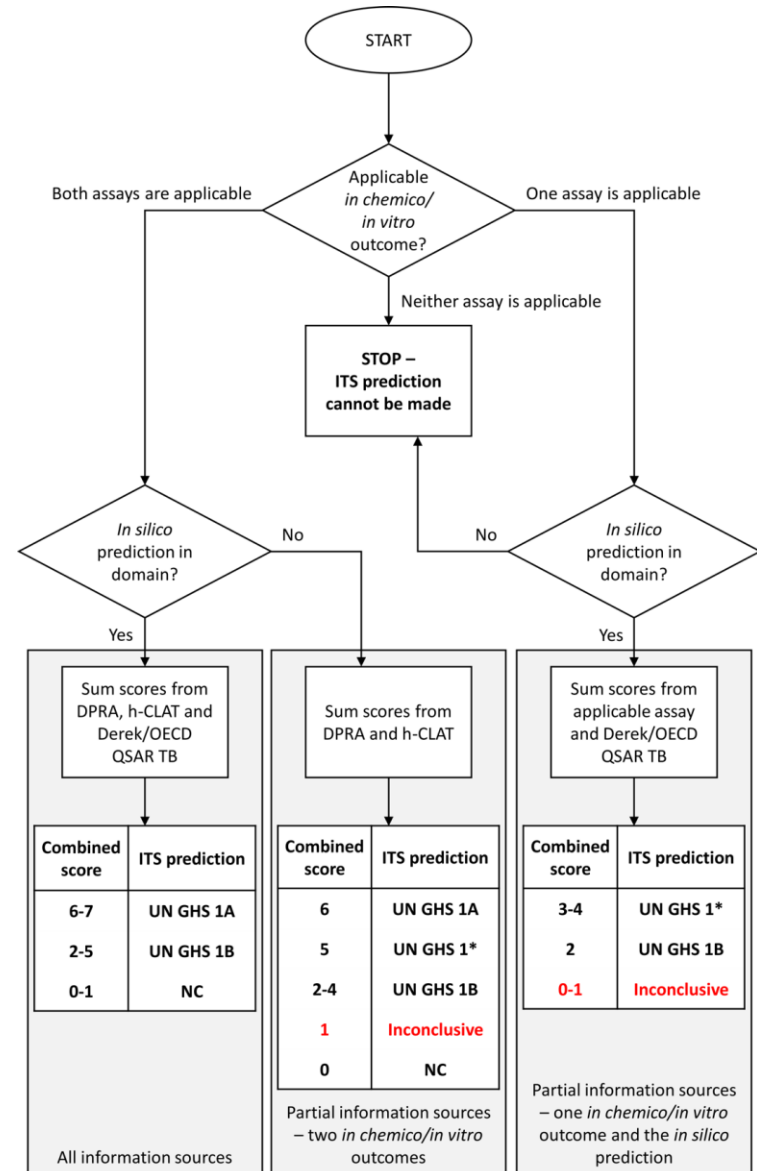 START
Applicable
in chemico/
in vitro
outcome?
Both assays are applicable
One assay is applicable
Neither assay is applicable
STOP –
ITS prediction
cannot be made
In silico
prediction in
domain?
No
Yes
No
In silico
prediction in
domain?
Yes
Sum scores from
DPRA, h-CLAT and
Derek/OECD
QSAR TB
Combined
score
ITS prediction
6-7 UN GHS 1A
2-5 UN GHS 1B
0-1 NC
All information sources
Sum scores from
DPRA and h-CLAT
Combined
score
ITS prediction
6 UN GHS 1A
5 UN GHS 1*
2-4 UN GHS 1B
1 Inconclusive
0 NC
Partial information sources
– two in chemico/in vitro
outcomes
Sum scores from
applicable assay
and Derek/OECD
QSAR TB
Combined
score
ITS prediction
3-4 UN GHS 1*
2 UN GHS 1B
0-1 Inconclusive
Partial information sources
– one in chemico/in vitro
outcome and the in silico
prediction